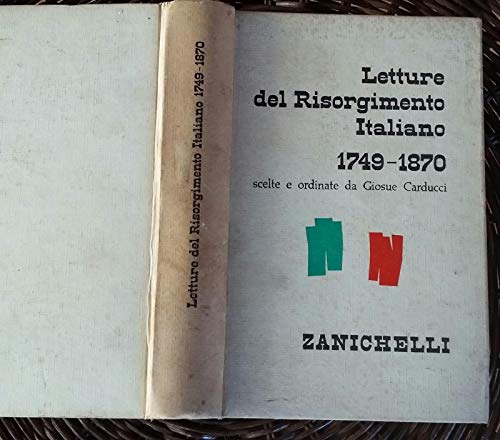 Letture del Risorgimento Italiano 1749-1870
Letture
del Risorgimento
Italiano
1749-1870
scelte e ordinate da Giosue Carducci
ZANICHELLI